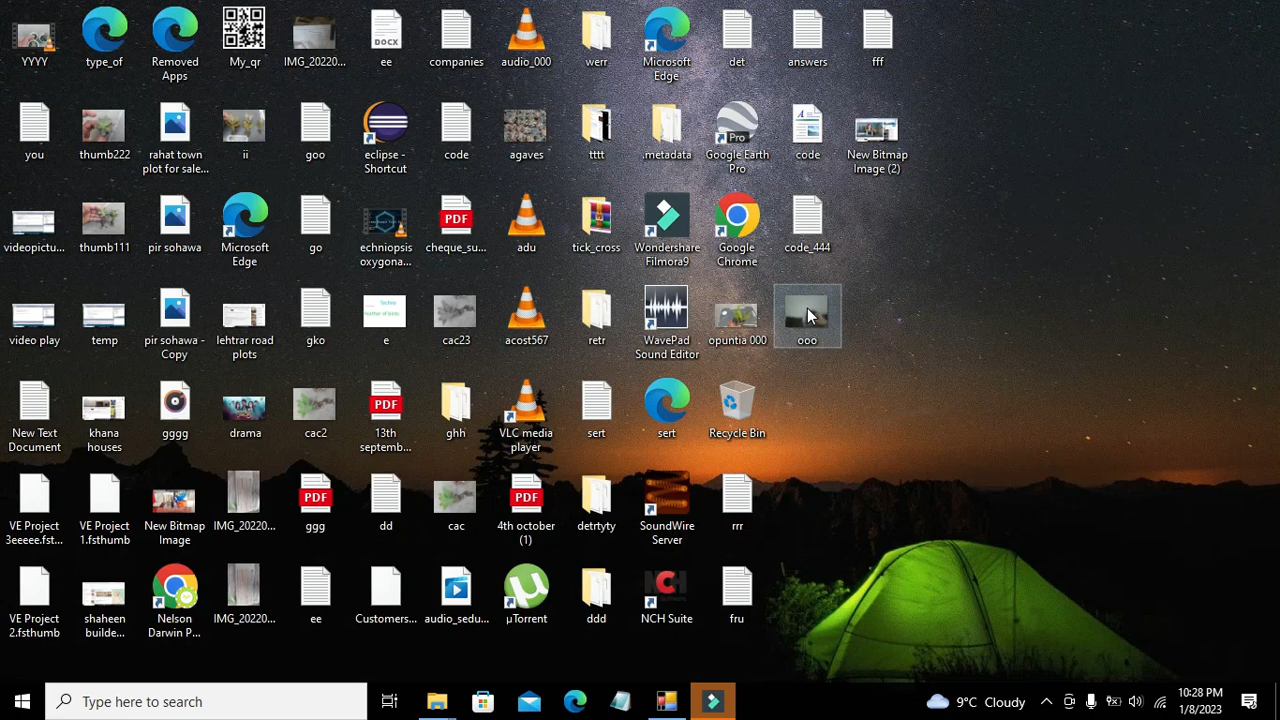 YYYY
type_of
Removed
Apps
My_qr
IMG_20220...
DOCX
ee
companies
audio_000
werr
Microsoft
Edge
det
answers
fff
you
thumb222
rahat town
plot for sale...
ii
goo
eclipse -
Shortcut
code
agaves
tttt
.metadata
Pro
Google Earth
Pro
code
New Bitmap
Image (2)
videopictu...
thumb111
pir sohawa
Microsoft
Edge
go
echniopsis
oxygona...
PDF
cheque_su...
adu
tick_cross
Wondershare
Filmora9
Google
Chrome
code_444
video play
temp
pir sohawa -
Copy
lehtrar road
plots
gko
e
cac23
acost567
retr
WavePad
Sound Editor
opuntia 000
ooo
New Text
Document
khana
houses
gggg
drama
cac2
PDF
13th
septemb...
ghh
VLC media
player
sert
sert
Recycle Bin
VE Project
3eeeee.fst...
VE Project
1.fsthumb
New Bitmap
Image
IMG_20220...
PDF
ggg
dd
cac
PDF
4th october
(1)
detrtyty
SoundWire
Server
rrr
VE Project
2.fsthumb
shaheen
builde...
Nelson
Darwin P...
IMG_20220...
ee
Customers...
audio_sedu...
µTorrent
ddd
NCH Suite
fru
Type here to search
9°C Cloudy
:28 PM
1/8/2023